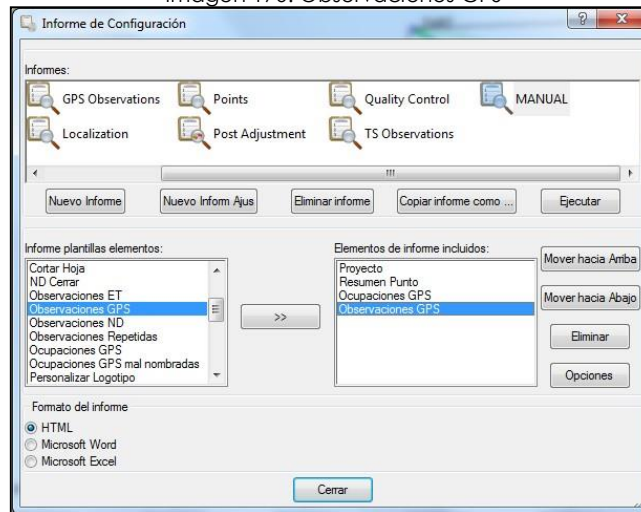 Imagen 176. Observaciones GPS
Informe de Configuración
Informes:
GPS Observations
Points
Quality Control
MANUAL
Localization
Post Adjustment
TS Observations
Nuevo Informe
Nuevo Inform Ajus
Eliminar informe
Copiar informe como ...
Ejecutar
Informe plantillas elementos:
Cortar Hoja
ND Cerrar
Observaciones ET
Observaciones GPS
Observaciones ND
Observaciones Repetidas
Ocupaciones GPS
Ocupaciones GPS mal nombradas
Personalizar Logotipo
>>
Elementos de informe incluidos:
Proyecto
Resumen Punto
Ocupaciones GPS
Observaciones GPS
Mover hacia Arriba
Mover hacia Abajo
Eliminar
Opciones
Formato del informe
HTML
Microsoft Word
Microsoft Excel
Cerrar